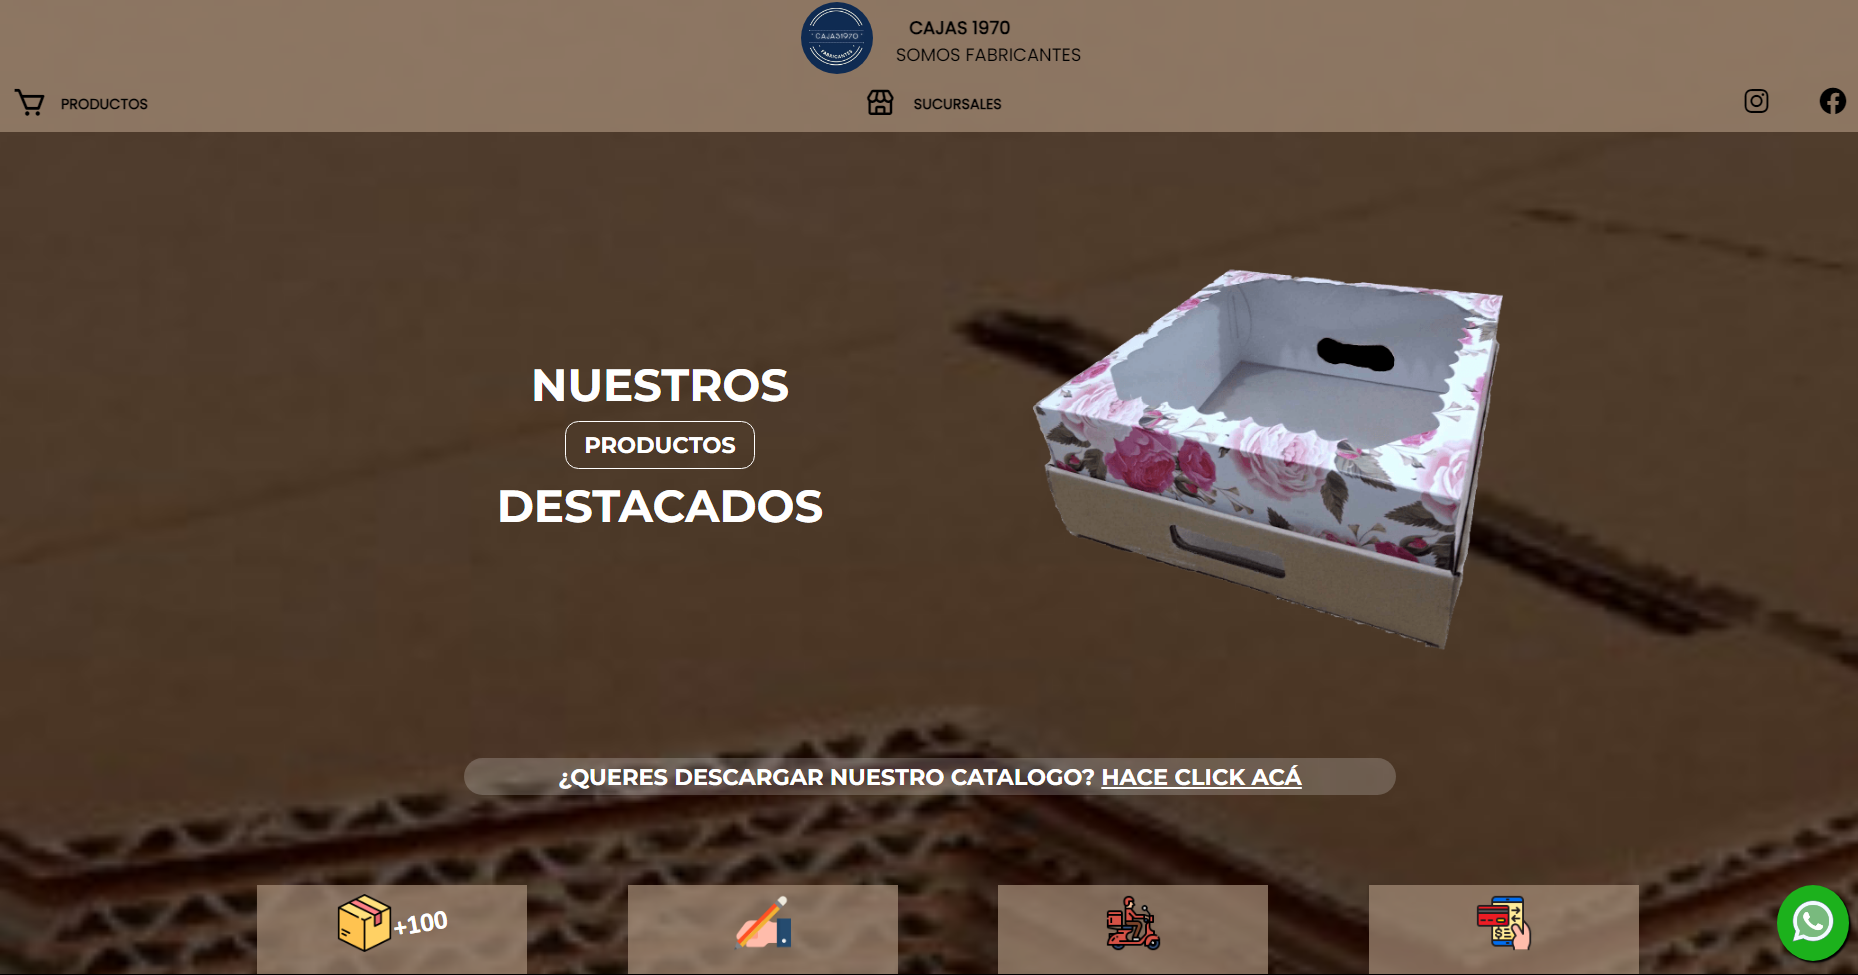 CAJAS1970
FABRICANTES
CAJAS 1970
SOMOS FABRICANTES
PRODUCTOS
SUCURSALES
NUESTROS
PRODUCTOS
DESTACADOS
¿QUERES DESCARGAR NUESTRO CATALOGO? HACE CLICK ACÁ
+100